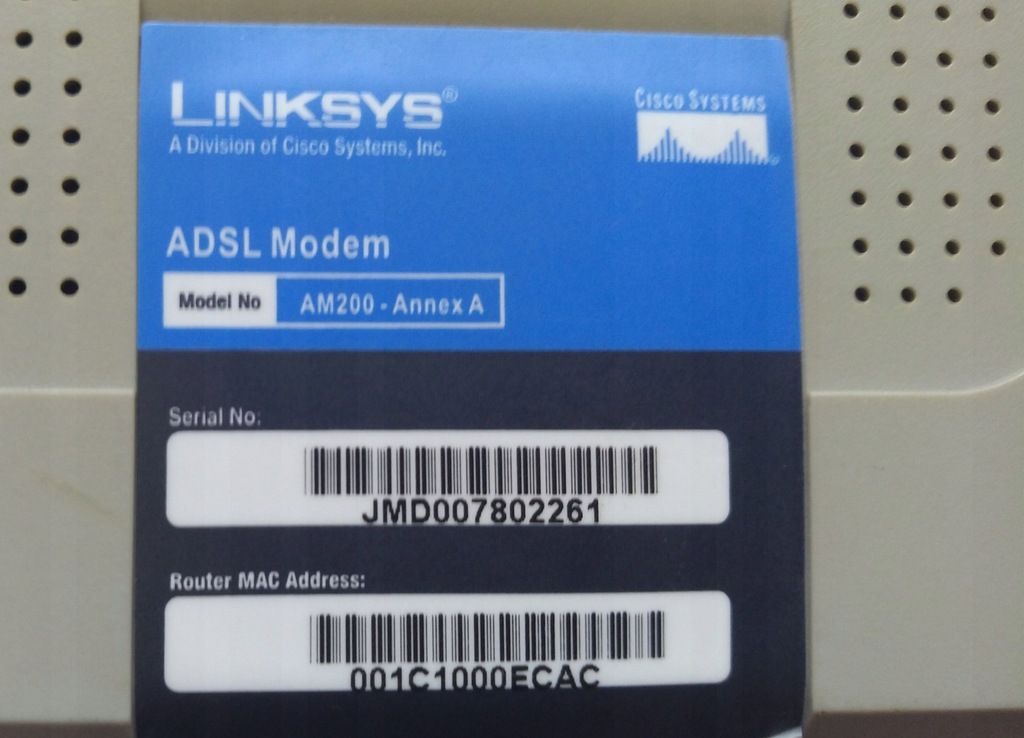 LINKSYS®
A Division of Cisco Systems, Inc.
CISCO SYSTEMS
ADSL Modem
Model No AM200 - Annex A
Serial No:
JMD007802261
Router MAC Address:
001C1000ECAC